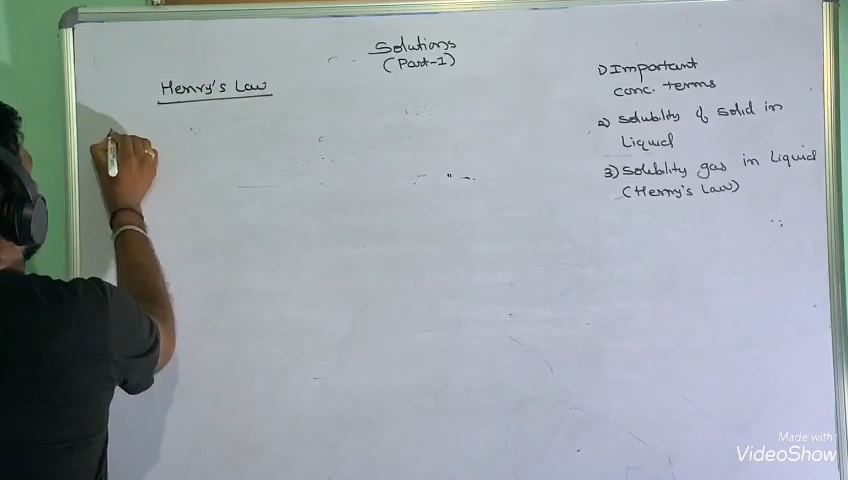 Solutions
(Part-1)
Henry's Law
1) Important
conc. terms
2) Solubility of solid in
Liquid
3) Solubility gas in Liquid
(Henry's Law)
Made with
VideoShow